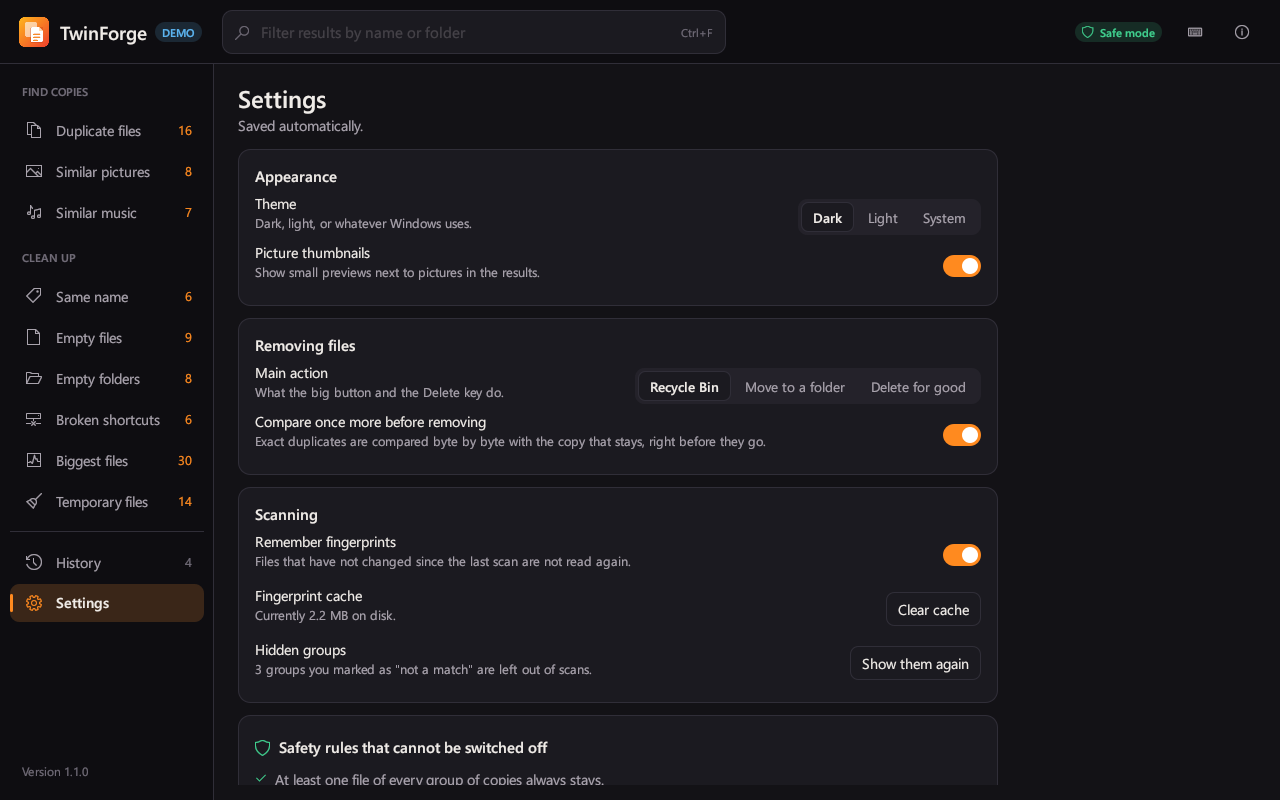 TwinForge DEMO
Filter results by name or folder Ctrl+F
Safe mode
FIND COPIES
Duplicate files 16
Similar pictures 8
Similar music 7
CLEAN UP
Same name 6
Empty files 9
Empty folders 8
Broken shortcuts 6
Biggest files 30
Temporary files 14
History 4
Settings
Version 1.1.0
Settings
Saved automatically.
Appearance
Theme
Dark, light, or whatever Windows uses.
Dark Light System
Picture thumbnails
Show small previews next to pictures in the results.
Removing files
Main action
What the big button and the Delete key do.
Recycle Bin Move to a folder Delete for good
Compare once more before removing
Exact duplicates are compared byte by byte with the copy that stays, right before they go.
Scanning
Remember fingerprints
Files that have not changed since the last scan are not read again.
Fingerprint cache
Currently 2.2 MB on disk.
Clear cache
Hidden groups
3 groups you marked as "not a match" are left out of scans.
Show them again
Safety rules that cannot be switched off
At least one file of every group of copies always stays.